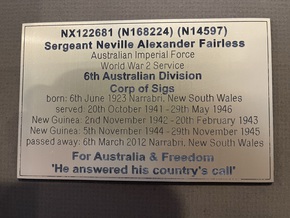 NX122681 (N168224) (N14597)
Sergeant Neville Alexander Fairless
Australian Imperial Force
World War 2 Service
6th Australian Division
Corp of Sigs
born: 6th June 1923 Narrabri, New South Wales
served: 20th October 1941 - 29th May 1946
New Guinea: 2nd November 1942 - 20th February 1943
New Guinea: 5th November 1944 - 29th November 1945
passed away: 6th March 2012 Narrabri, New South Wales
For Australia & Freedom
'He answered his country's call'